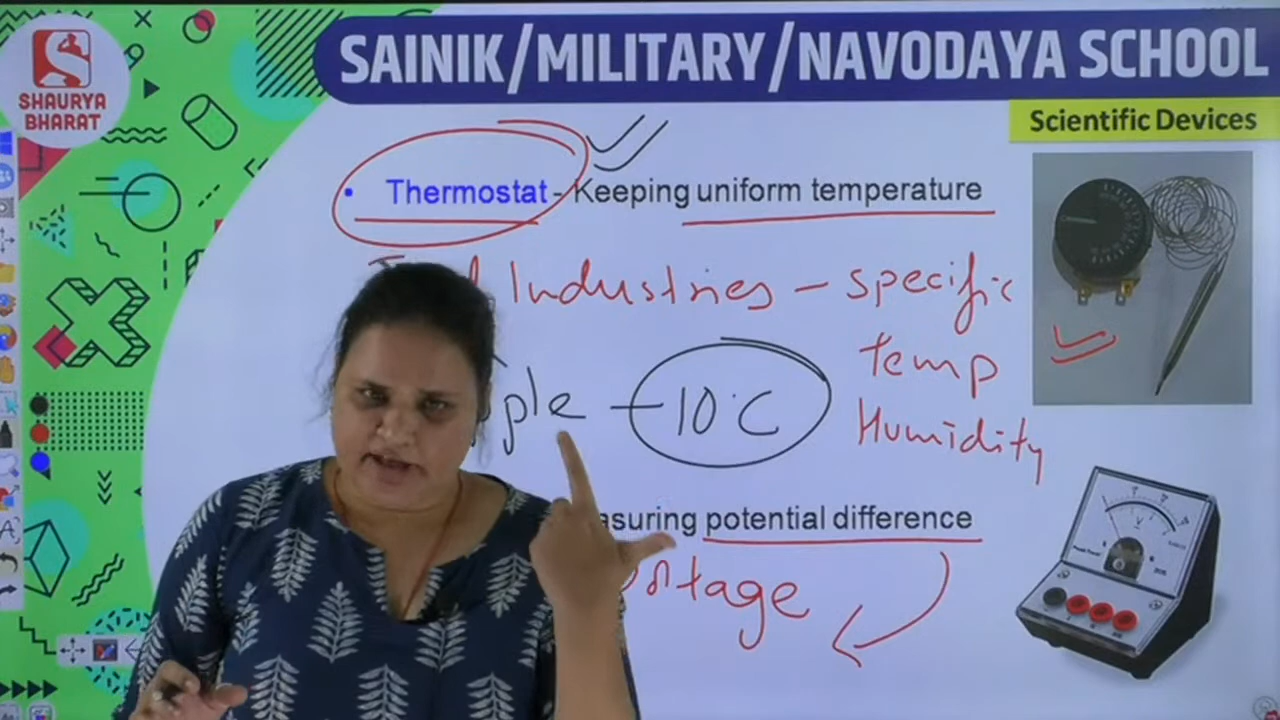 SHAURYA
BHARAT
SAINIK/MILITARY/NAVODAYA SCHOOL
Scientific Devices
• Thermostat - Keeping uniform temperature
Industries - specific
temp
Humidity
ple - 10°C
asuring potential difference
oltage